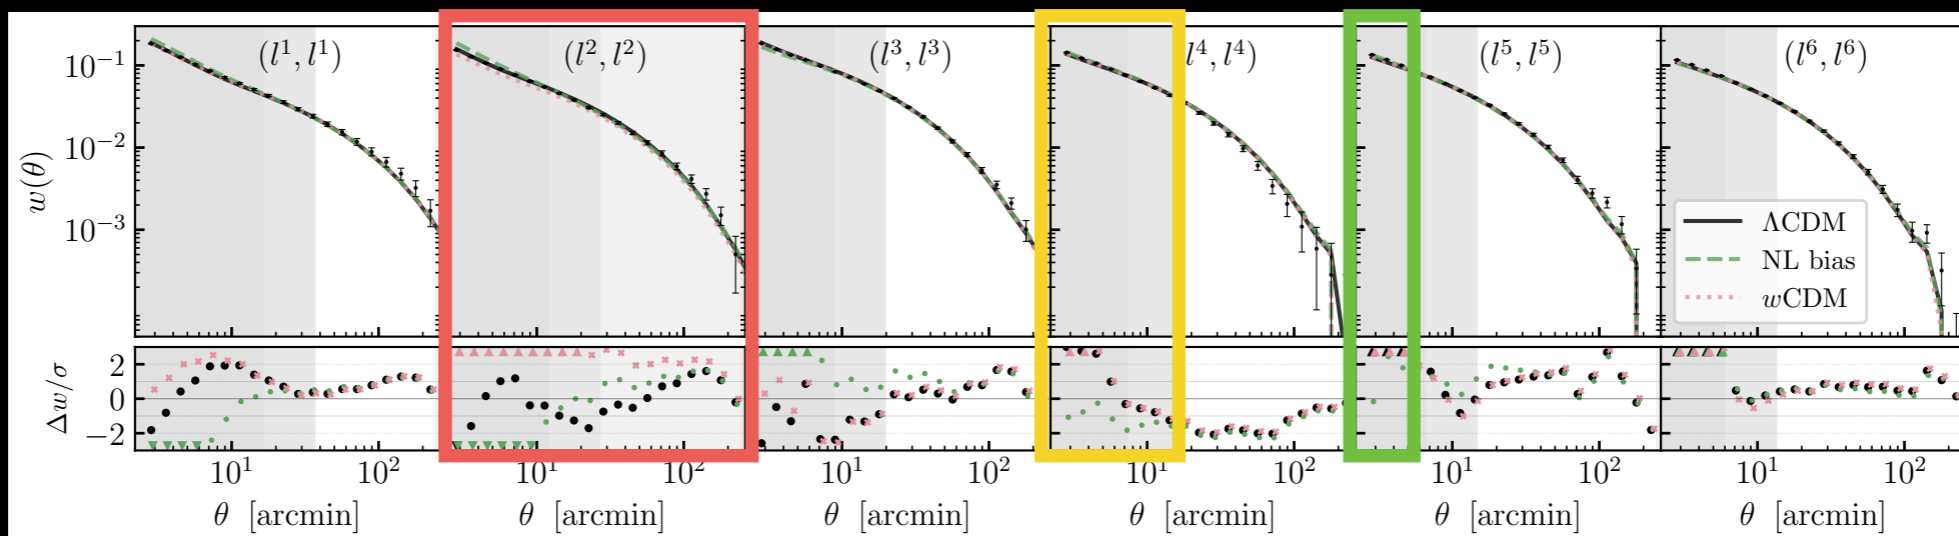 (l¹, l¹)
(l², l²)
(l³, l³)
l⁴, l⁴)
(l⁵, l⁵)
(l⁶, l⁶)
w(θ)
10⁻¹
10⁻²
10⁻³
ΛCDM
NL bias
wCDM
Δw/σ
2
0
−2
10¹ 10² 10¹ 10² 10¹ 10² 10¹ 10² 10¹ 10² 10¹ 10²
θ [arcmin] θ [arcmin] θ [arcmin] θ [arcmin] θ [arcmin] θ [arcmin]